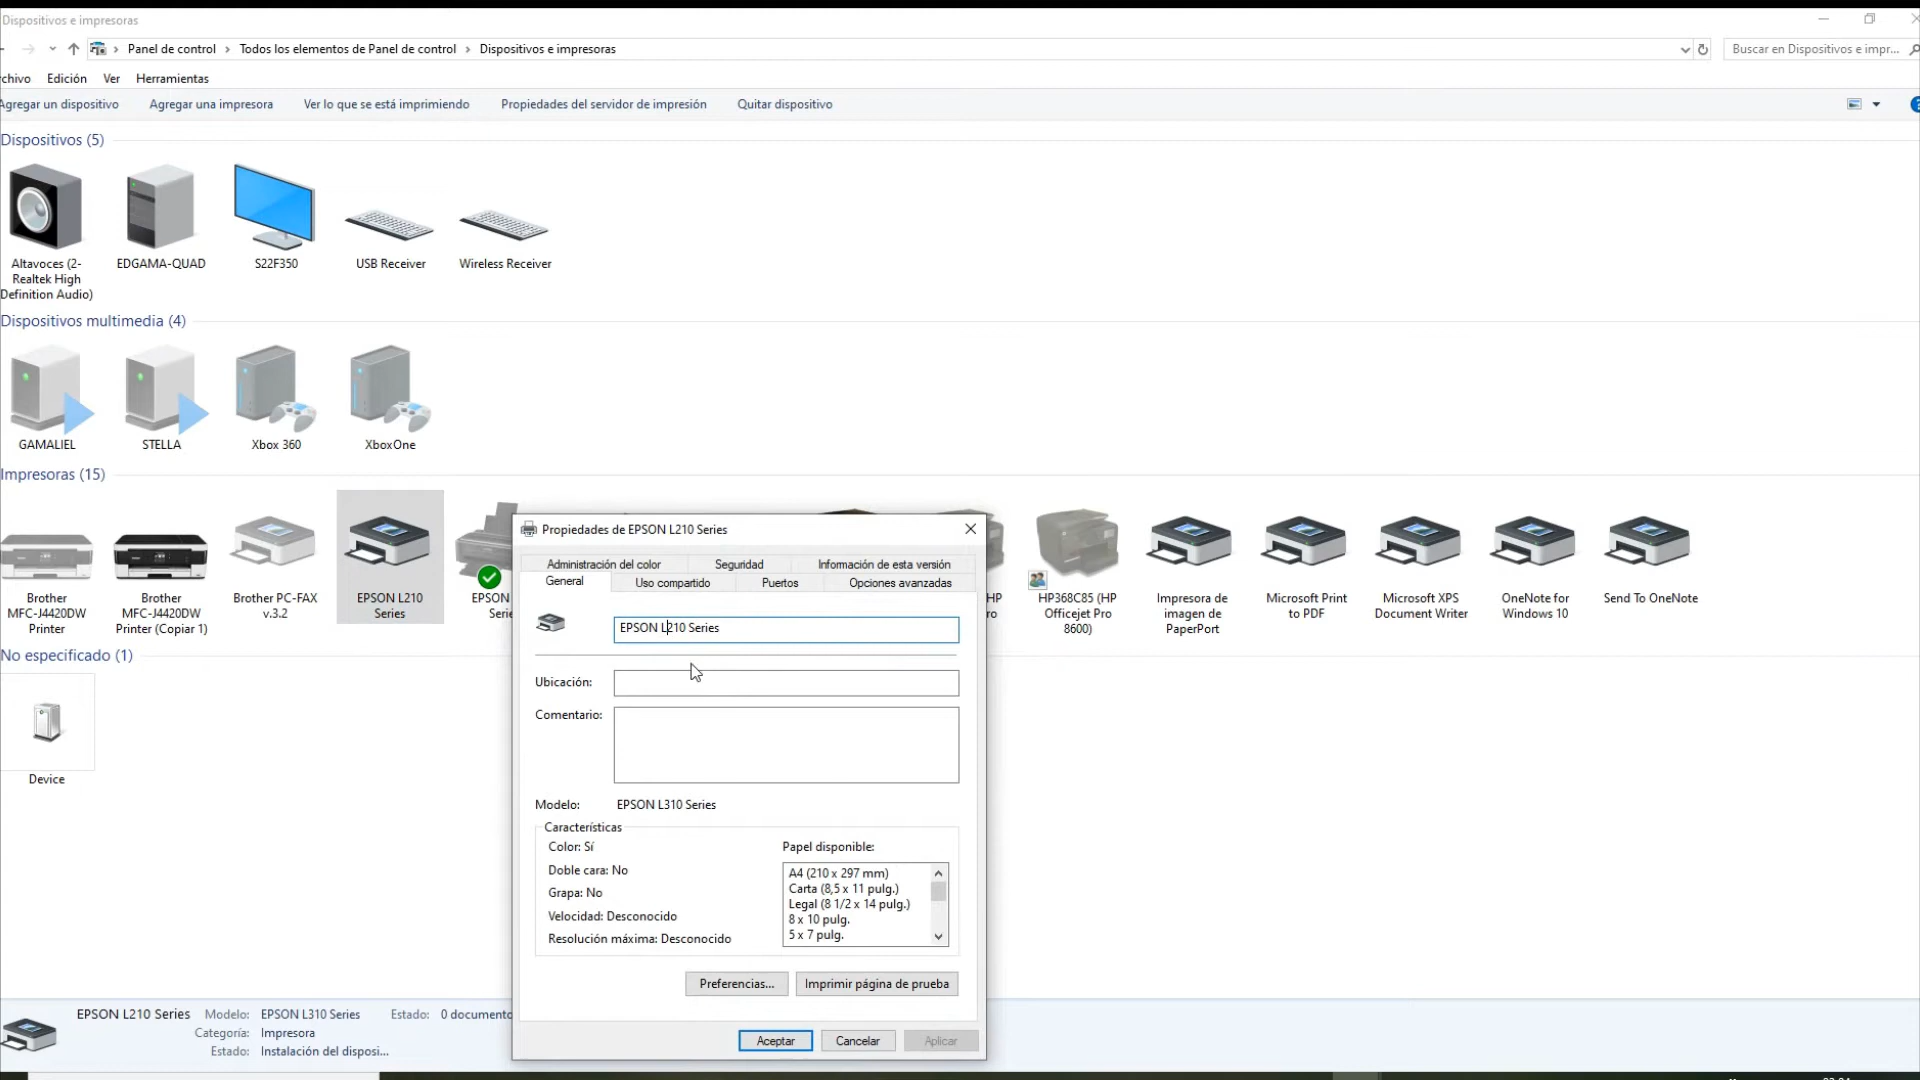 Dispositivos e impresoras
Panel de control
Todos los elementos de Panel de control
Dispositivos e impresoras
Buscar en Dispositivos e impr...
chivo
Edición
Ver
Herramientas
Agregar un dispositivo
Agregar una impresora
Ver lo que se está imprimiendo
Propiedades del servidor de impresión
Quitar dispositivo
Dispositivos (5)
Altavoces (2-
Realtek High
Definition Audio)
EDGAMA-QUAD
S22F350
USB Receiver
Wireless Receiver
Dispositivos multimedia (4)
GAMALIEL
STELLA
Xbox 360
XboxOne
Impresoras (15)
Brother
MFC-J4420DW
Printer
Brother
MFC-J4420DW
Printer (Copiar 1)
Brother PC-FAX
v.3.2
EPSON L210
Series
EPSON
Serie
HP
ro
HP368C85 (HP
Officejet Pro
8600)
Impresora de
imagen de
PaperPort
Microsoft Print
to PDF
Microsoft XPS
Document Writer
OneNote for
Windows 10
Send To OneNote
No especificado (1)
Device
Propiedades de EPSON L210 Series
Administración del color
Seguridad
Información de esta versión
General
Uso compartido
Puertos
Opciones avanzadas
EPSON L210 Series
Ubicación:
Comentario:
Modelo:
EPSON L310 Series
Características
Color: Sí
Doble cara: No
Grapa: No
Velocidad: Desconocido
Resolución máxima: Desconocido
Papel disponible:
A4 (210 x 297 mm)
Carta (8,5 x 11 pulg.)
Legal (8 1/2 x 14 pulg.)
8 x 10 pulg.
5 x 7 pulg.
Preferencias...
Imprimir página de prueba
Aceptar
Cancelar
Aplicar
EPSON L210 Series
Modelo: EPSON L310 Series
Estado: 0 documento
Categoría: Impresora
Estado: Instalación del disposi...